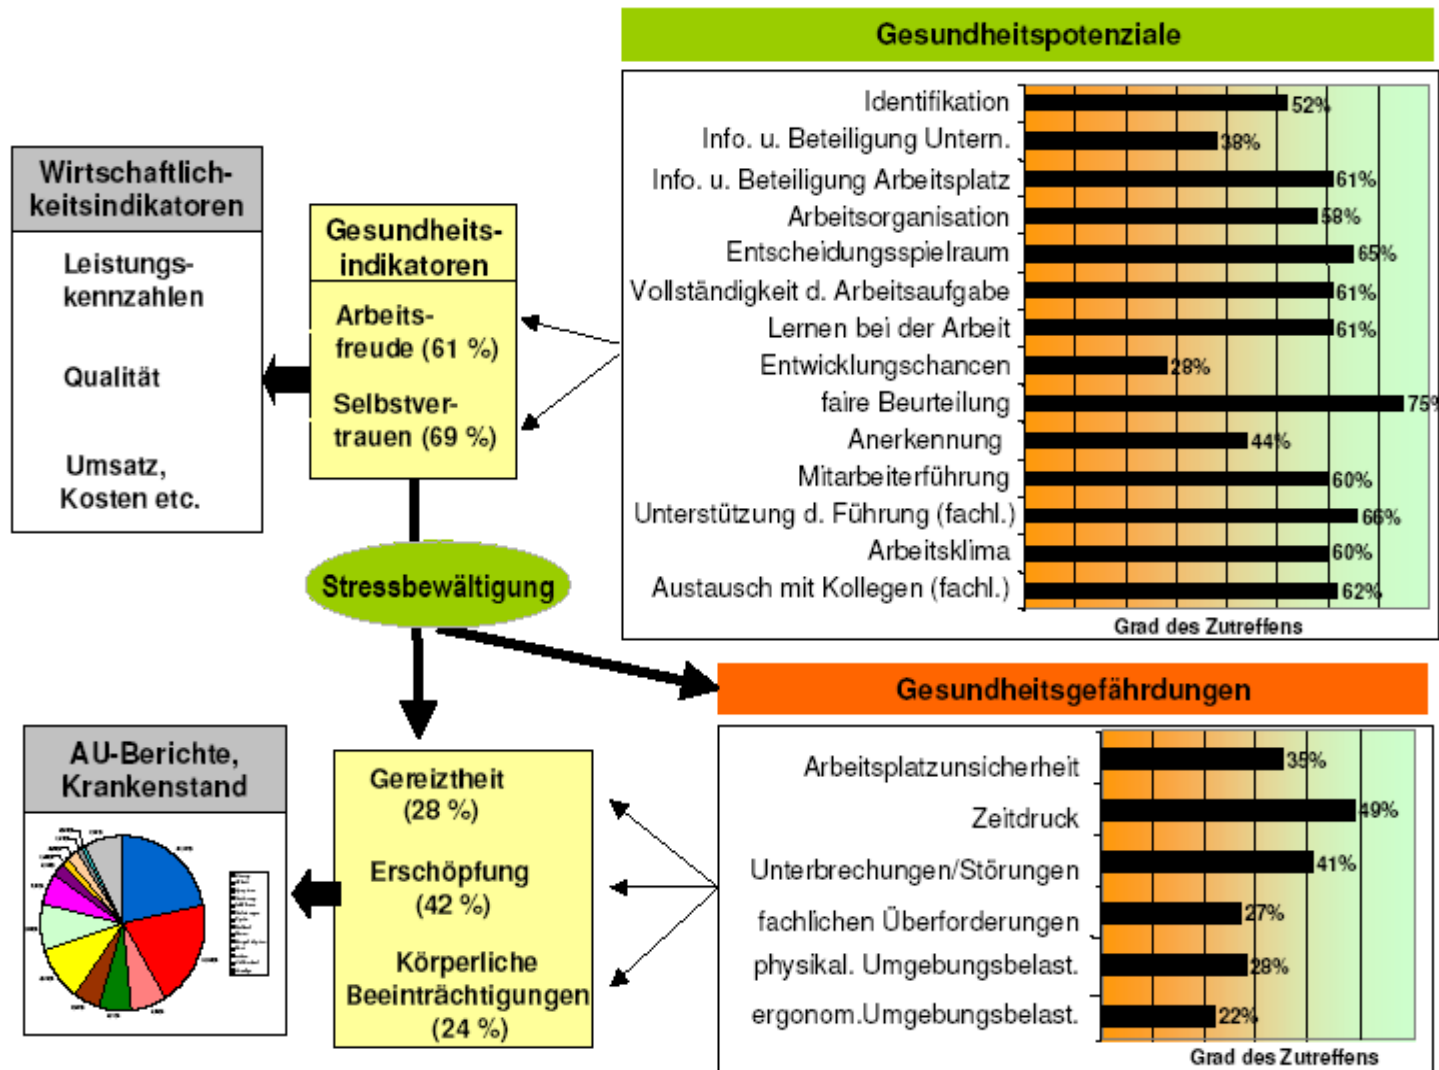 Gesundheitspotenziale
Identifikation 52%
Info. u. Beteiligung Untern. 38%
Info. u. Beteiligung Arbeitsplatz 61%
Arbeitsorganisation 58%
Entscheidungsspielraum 65%
Vollständigkeit d. Arbeitsaufgabe 61%
Lernen bei der Arbeit 61%
Entwicklungschancen 28%
faire Beurteilung 75%
Anerkennung 44%
Mitarbeiterführung 60%
Unterstützung d. Führung (fachl.) 66%
Arbeitsklima 60%
Austausch mit Kollegen (fachl.) 62%
Grad des Zutreffens
Wirtschaftlich-
keitsindikatoren
Leistungs-
kennzahlen
Qualität
Umsatz,
Kosten etc.
Gesundheits-
indikatoren
Arbeits-
freude (61 %)
Selbstver-
trauen (69 %)
Stressbewältigung
Gesundheitsgefährdungen
Arbeitsplatzunsicherheit 35%
Zeitdruck 49%
Unterbrechungen/Störungen 41%
fachlichen Überforderungen 27%
physikal. Umgebungsbelast. 28%
ergonom.Umgebungsbelast. 22%
Grad des Zutreffens
AU-Berichte,
Krankenstand
Gereiztheit
(28 %)
Erschöpfung
(42 %)
Körperliche
Beeinträchtigungen
(24 %)